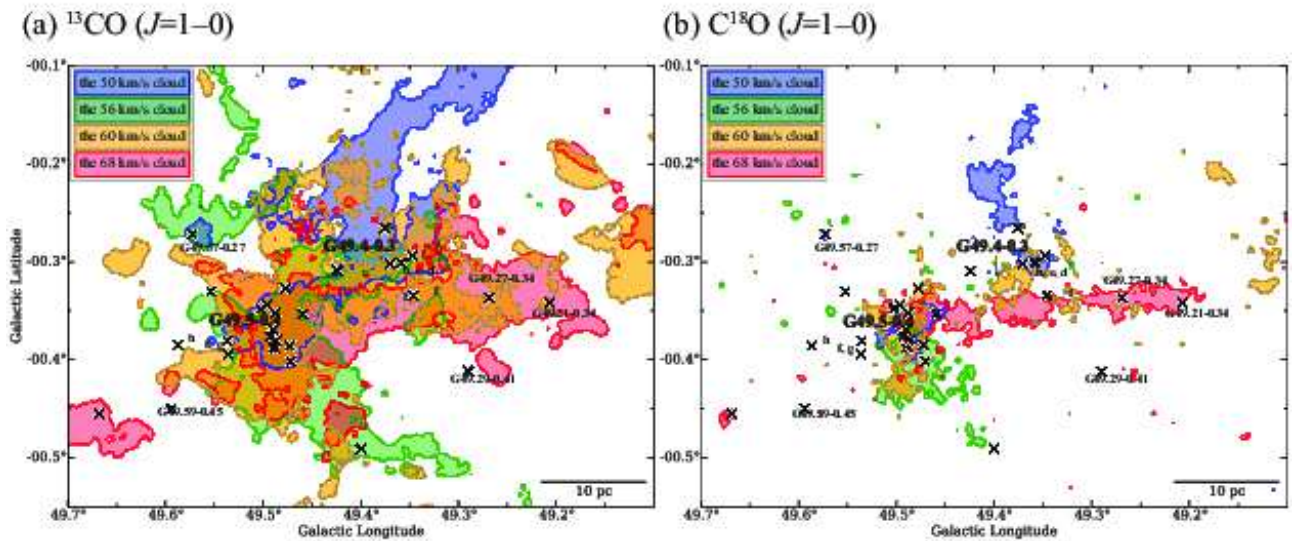 (a) ¹³CO (J=1–0)
-00.1°
-00.2°
-00.3°
-00.4°
-00.5°
Galactic Latitude
the 50 km/s cloud
the 56 km/s cloud
the 60 km/s cloud
the 68 km/s cloud
G49.57-0.27
G49.4-0.3
G49.27-0.34
G49.21-0.34
h
G49.29-0.41
G49.59-0.45
10 pc
49.7°
49.6°
49.5°
49.4°
49.3°
49.2°
Galactic Longitude
(b) C¹⁸O (J=1–0)
-00.1°
-00.2°
-00.3°
-00.4°
-00.5°
the 50 km/s cloud
the 56 km/s cloud
the 60 km/s cloud
the 68 km/s cloud
G49.57-0.27
G49.4-0.3
d
G49.27-0.34
G49.21-0.34
h
f, g
G49.29-0.41
G49.59-0.45
10 pc
49.7°
49.6°
49.5°
49.4°
49.3°
49.2°
Galactic Longitude